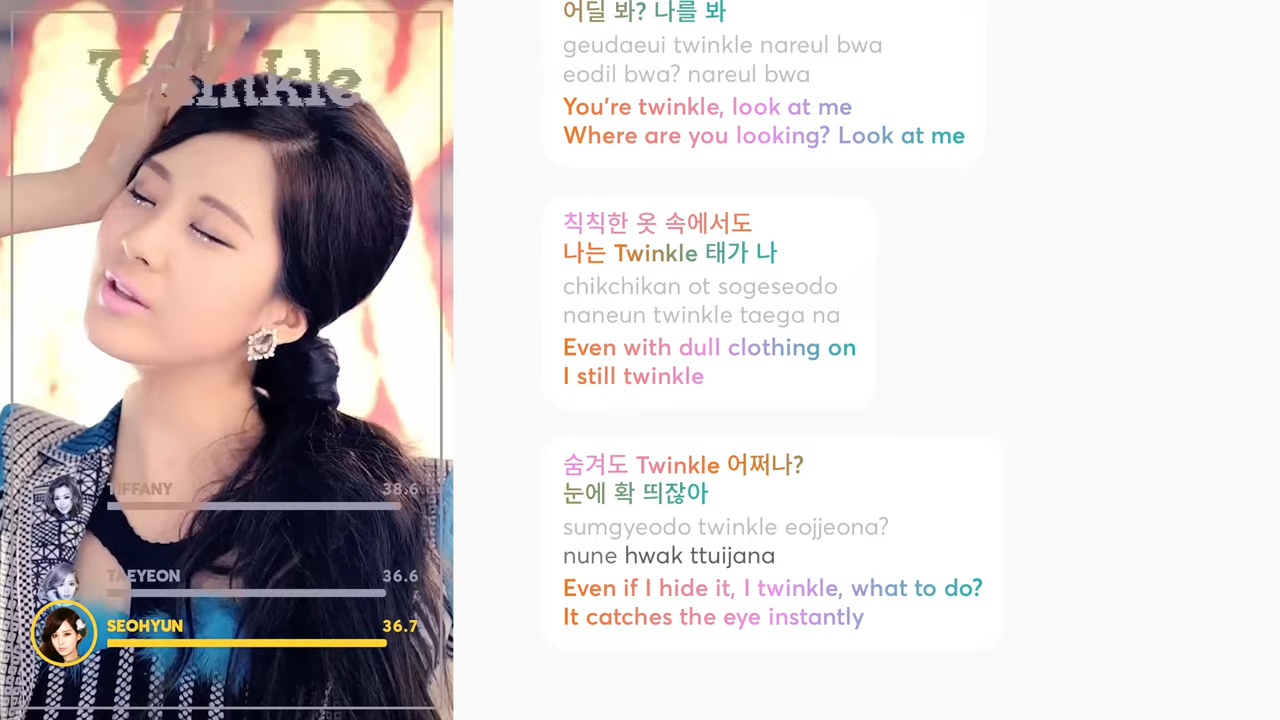 Twinkle
TIFFANY 38.6
TAEYEON 36.6
SEOHYUN 36.7
어딜 봐? 나를 봐
geudaeui twinkle nareul bwa
eodil bwa? nareul bwa
You're twinkle, look at me
Where are you looking? Look at me
칙칙한 옷 속에서도
나는 Twinkle 태가 나
chikchikan ot sogeseodo
naneun twinkle taega na
Even with dull clothing on
I still twinkle
숨겨도 Twinkle 어쩌나?
눈에 확 띄잖아
sumgyeodo twinkle eojjeona?
nune hwak ttuijana
Even if I hide it, I twinkle, what to do?
It catches the eye instantly